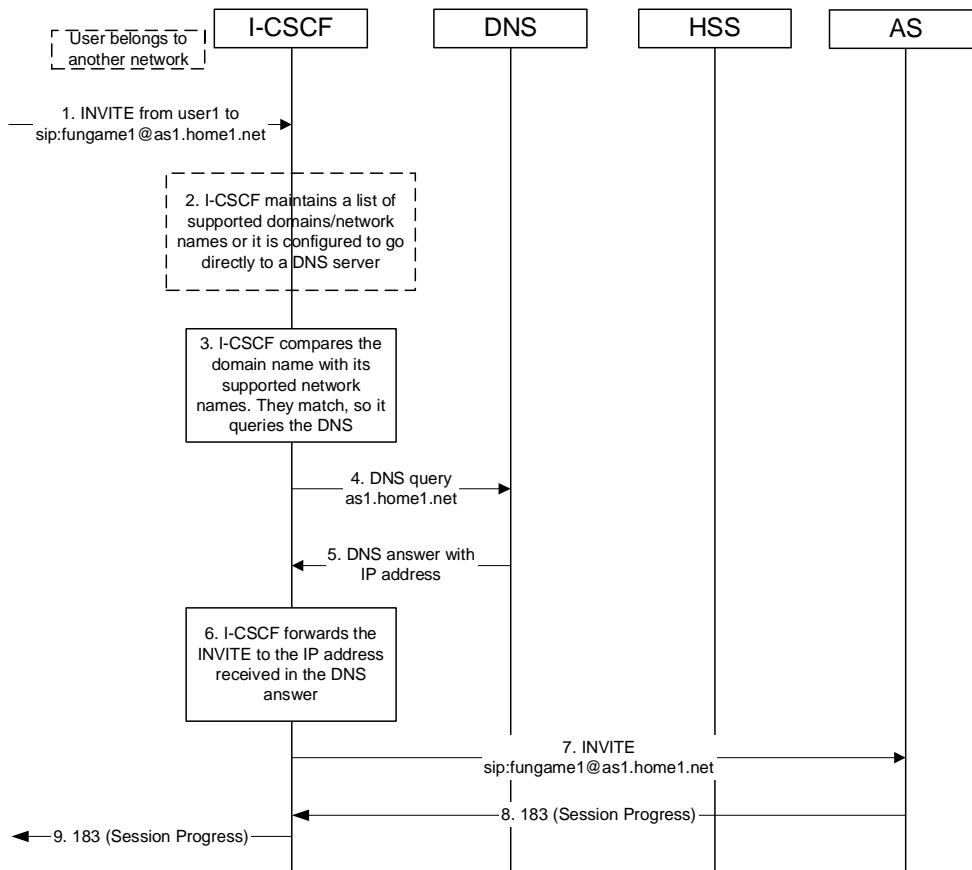 User belongs to
another network
I-CSCF
DNS
HSS
AS
1. INVITE from user1 to
sip:fungame1@as1.home1.net
2. I-CSCF maintains a list of
supported domains/network
names or it is configured to go
directly to a DNS server
3. I-CSCF compares the
domain name with its
supported network
names. They match, so it
queries the DNS
4. DNS query
as1.home1.net
5. DNS answer with
IP address
6. I-CSCF forwards the
INVITE to the IP address
received in the DNS
answer
7. INVITE
sip:fungame1@as1.home1.net
8. 183 (Session Progress)
9. 183 (Session Progress)